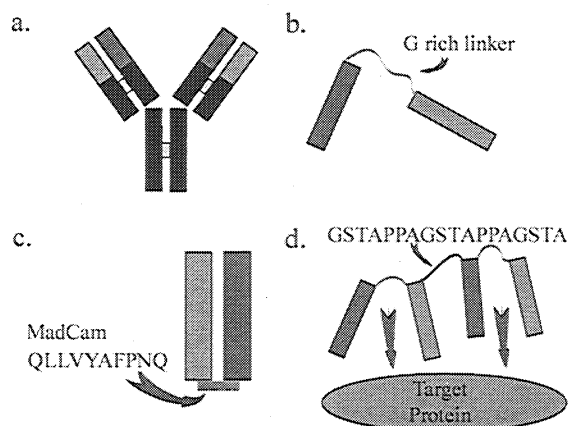 a.
b.
G rich linker
c.
MadCam
QLLVYAFPNQ
d.
GSTAPPAGSTAPPAGSTA
Target
Protein